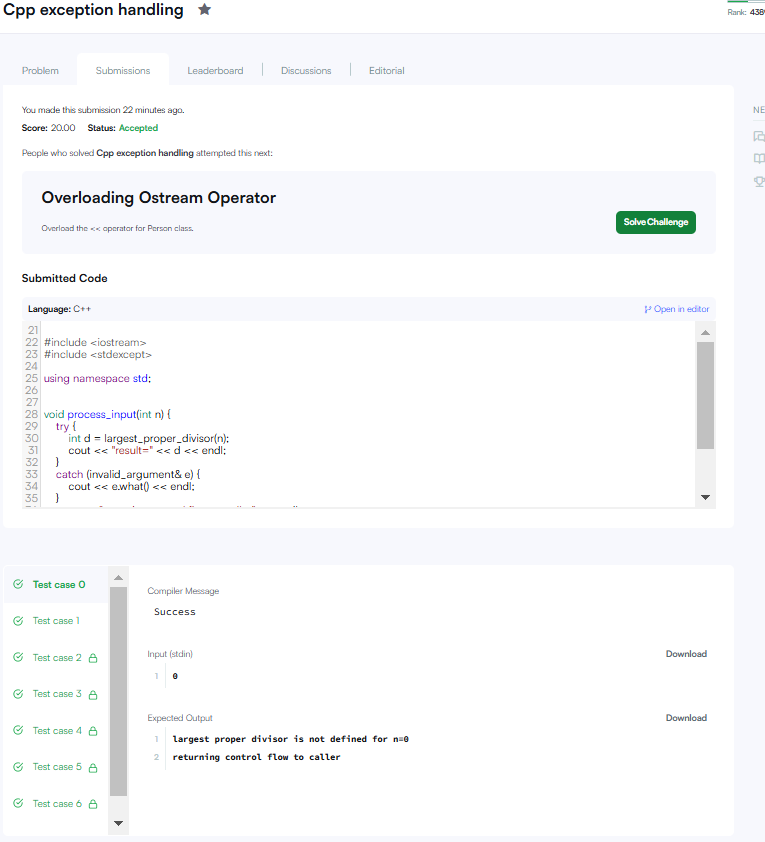 Cpp exception handling
Rank: 438
Problem
Submissions
Leaderboard
Discussions
Editorial
You made this submission 22 minutes ago.
Score: 20.00 Status: Accepted
People who solved Cpp exception handling attempted this next:
Overloading Ostream Operator
Overload the << operator for Person class.
Solve Challenge
Submitted Code
Language: C++
Open in editor
21
22 #include <iostream>
23 #include <stdexcept>
24
25 using namespace std;
26
27
28 void process_input(int n) {
29 try {
30 int d = largest_proper_divisor(n);
31 cout << "result=" << d << endl;
32 }
33 catch (invalid_argument& e) {
34 cout << e.what() << endl;
35 }
NE
Test case 0
Test case 1
Test case 2
Test case 3
Test case 4
Test case 5
Test case 6
Compiler Message
Success
Input (stdin)
Download
1 0
Expected Output
Download
1 largest proper divisor is not defined for n=0
2 returning control flow to caller